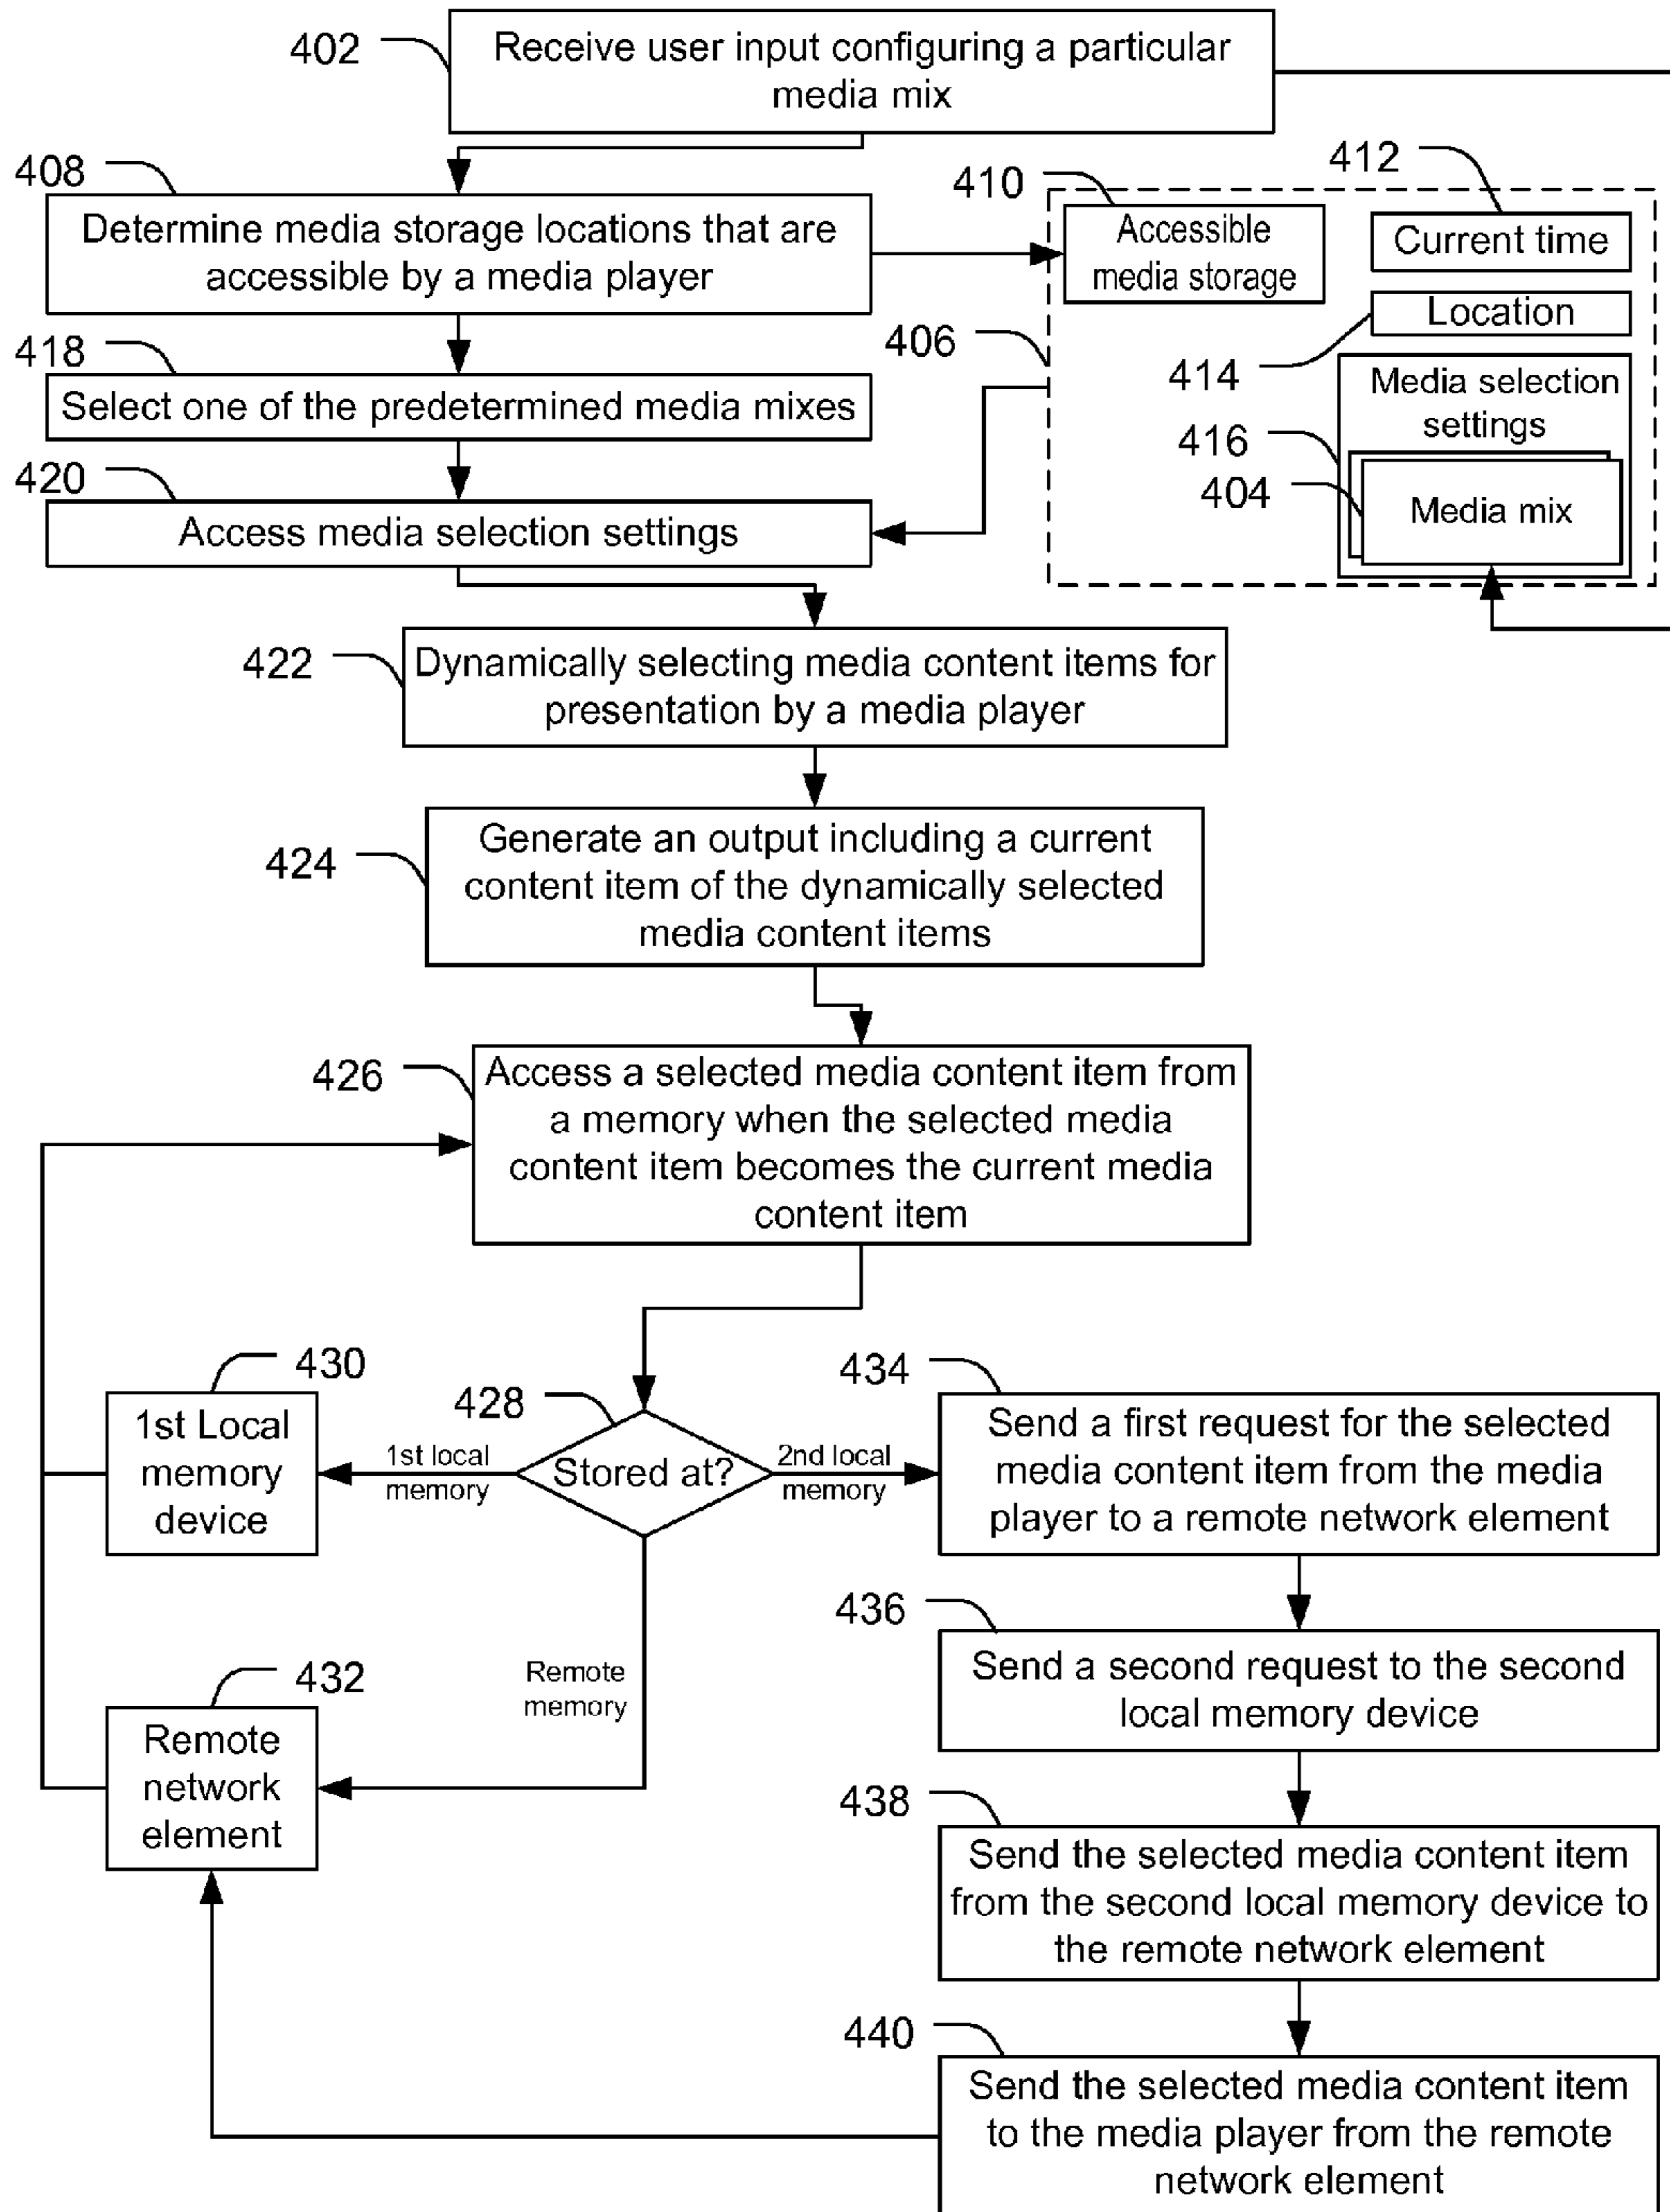 402
Receive user input configuring a particular
media mix
408
Determine media storage locations that are
accessible by a media player
410
Accessible
media storage
412
Current time
406
414
Location
418
Select one of the predetermined media mixes
Media selection
settings
416
404
Media mix
420
Access media selection settings
422
Dynamically selecting media content items for
presentation by a media player
424
Generate an output including a current
content item of the dynamically selected
media content items
426
Access a selected media content item from
a memory when the selected media
content item becomes the current media
content item
428
Stored at?
1st local
memory
2nd local
memory
Remote
memory
430
1st Local
memory
device
432
Remote
network
element
434
Send a first request for the selected
media content item from the media
player to a remote network element
436
Send a second request to the second
local memory device
438
Send the selected media content item
from the second local memory device to
the remote network element
440
Send the selected media content item
to the media player from the remote
network element